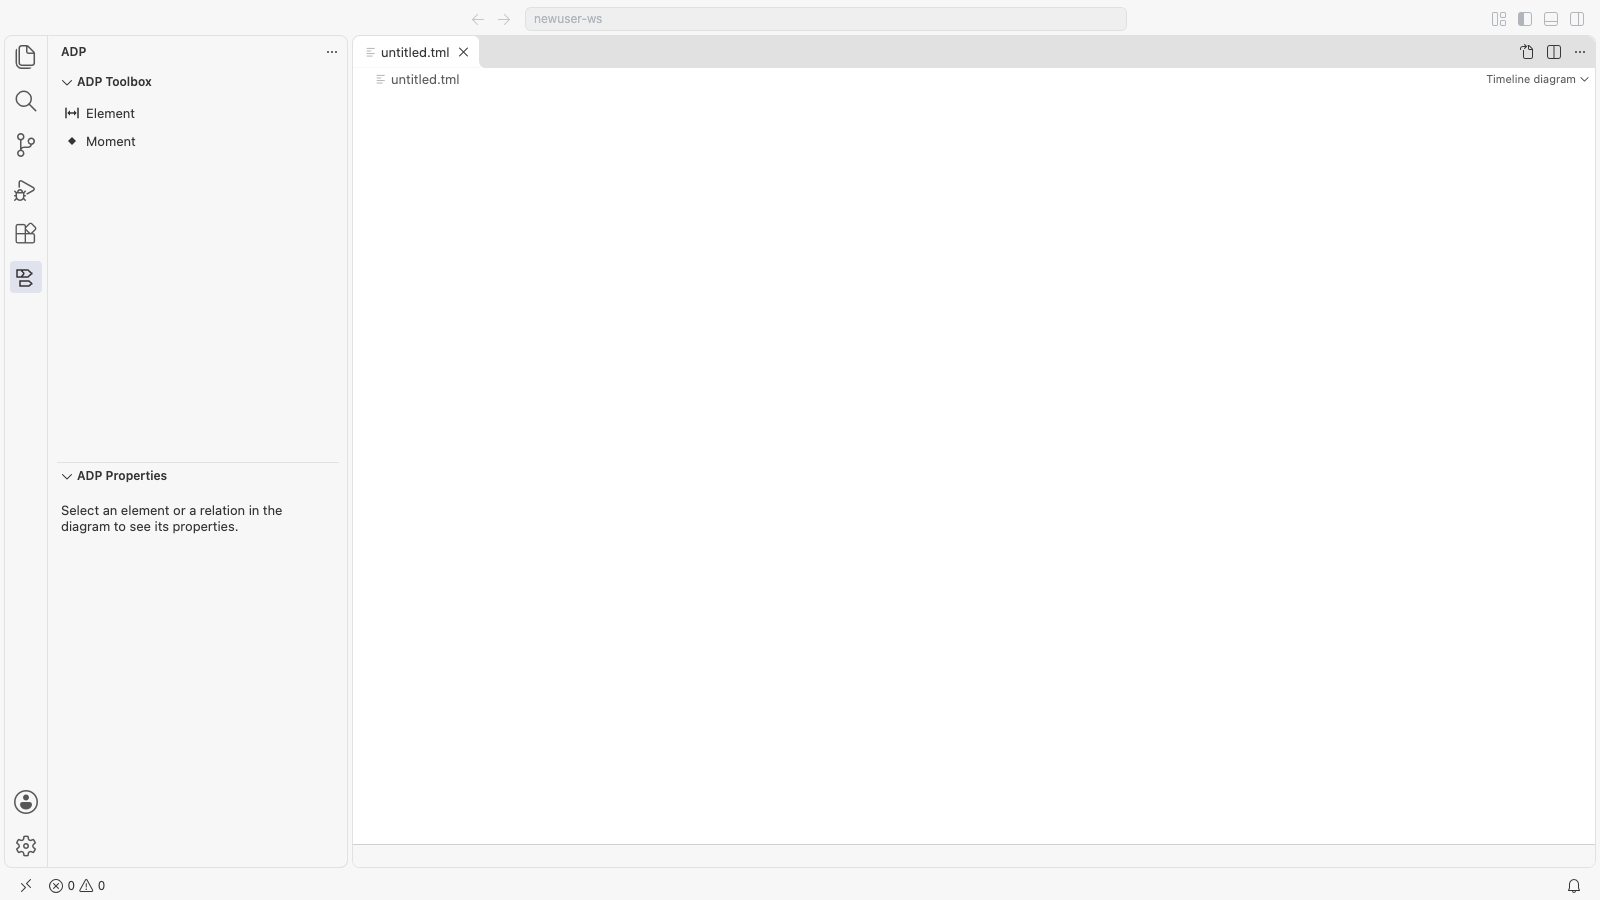 newuser-ws
ADP
untitled.tml
ADP Toolbox
untitled.tml
Timeline diagram
Element
Moment
ADP Properties
Select an element or a relation in the
diagram to see its properties.
0 0